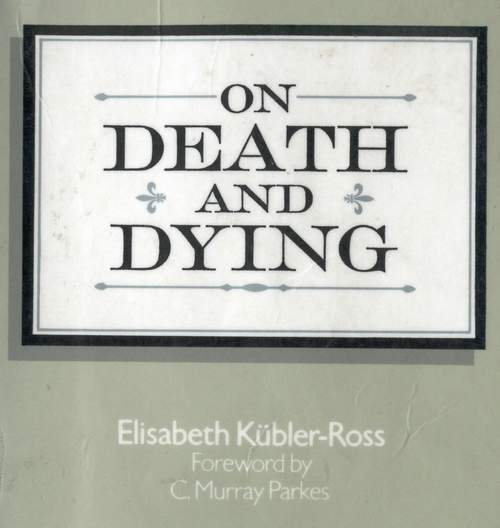 ON
DEATH
AND
DYING
Elisabeth Kübler-Ross
Foreword by
C. Murray Parkes